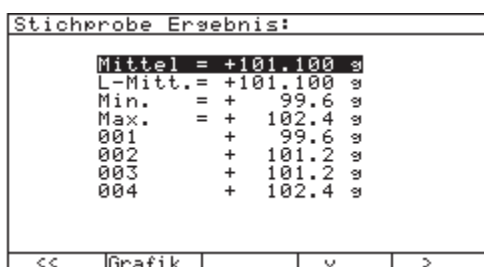 Stichprobe Ergebnis:
Mittel = +101.100 g
L-Mitt.= +101.100 g
Min. = + 99.6 g
Max. = + 102.4 g
001 + 99.6 g
002 + 101.2 g
003 + 101.2 g
004 + 102.4 g
<< Grafik v >